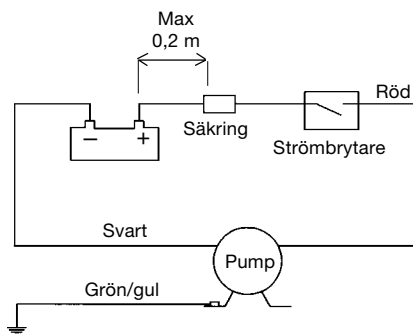 Max
0,2 m
Röd
Säkring
Strömbrytare
− +
Svart
Pump
Grön/gul